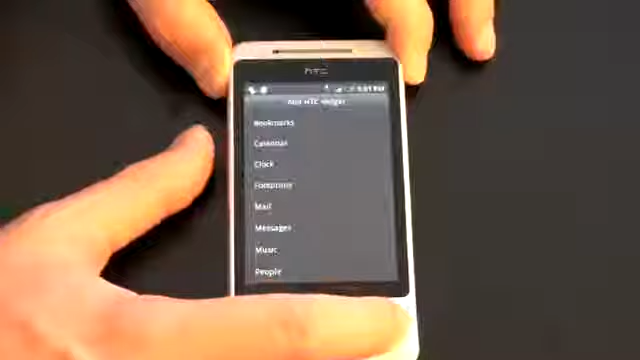 hTC
Add HTC widget
Bookmarks
Calendar
Clock
Footprints
Mail
Messages
Music
People